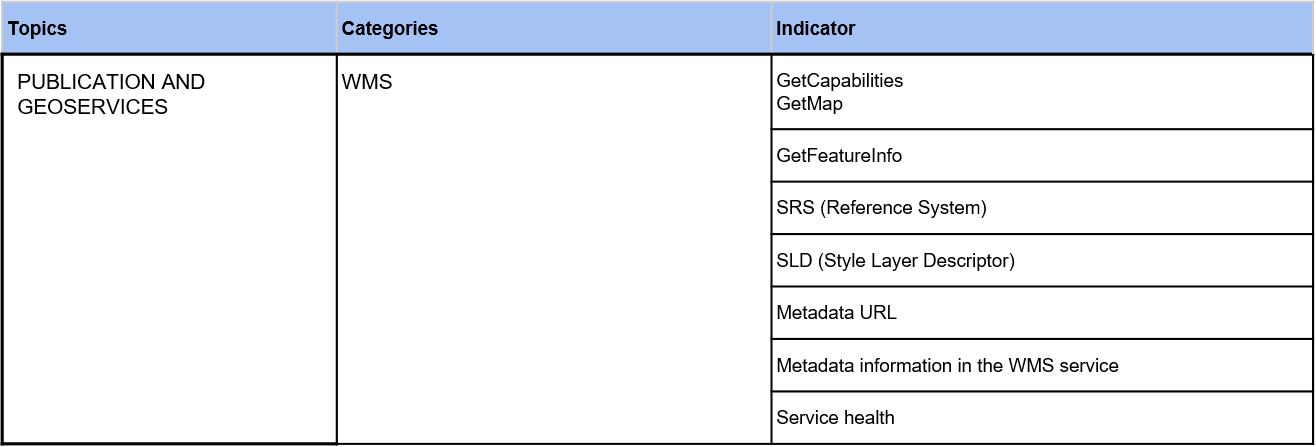 Topics
Categories
Indicator
PUBLICATION AND
GEOSERVICES
WMS
GetCapabilities
GetMap
GetFeatureInfo
SRS (Reference System)
SLD (Style Layer Descriptor)
Metadata URL
Metadata information in the WMS service
Service health